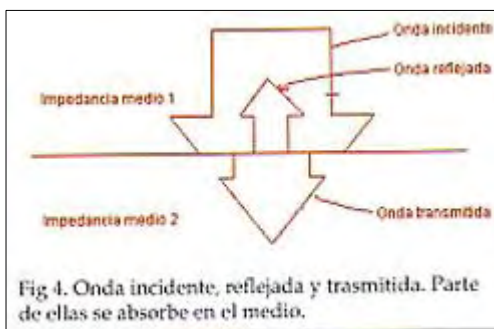 Onda incidente
Onda reflejada
Impedancia medio 1
Impedancia medio 2
Onda transmitida
Fig 4. Onda incidente, reflejada y trasmitida. Parte
de ellas se absorbe en el medio.